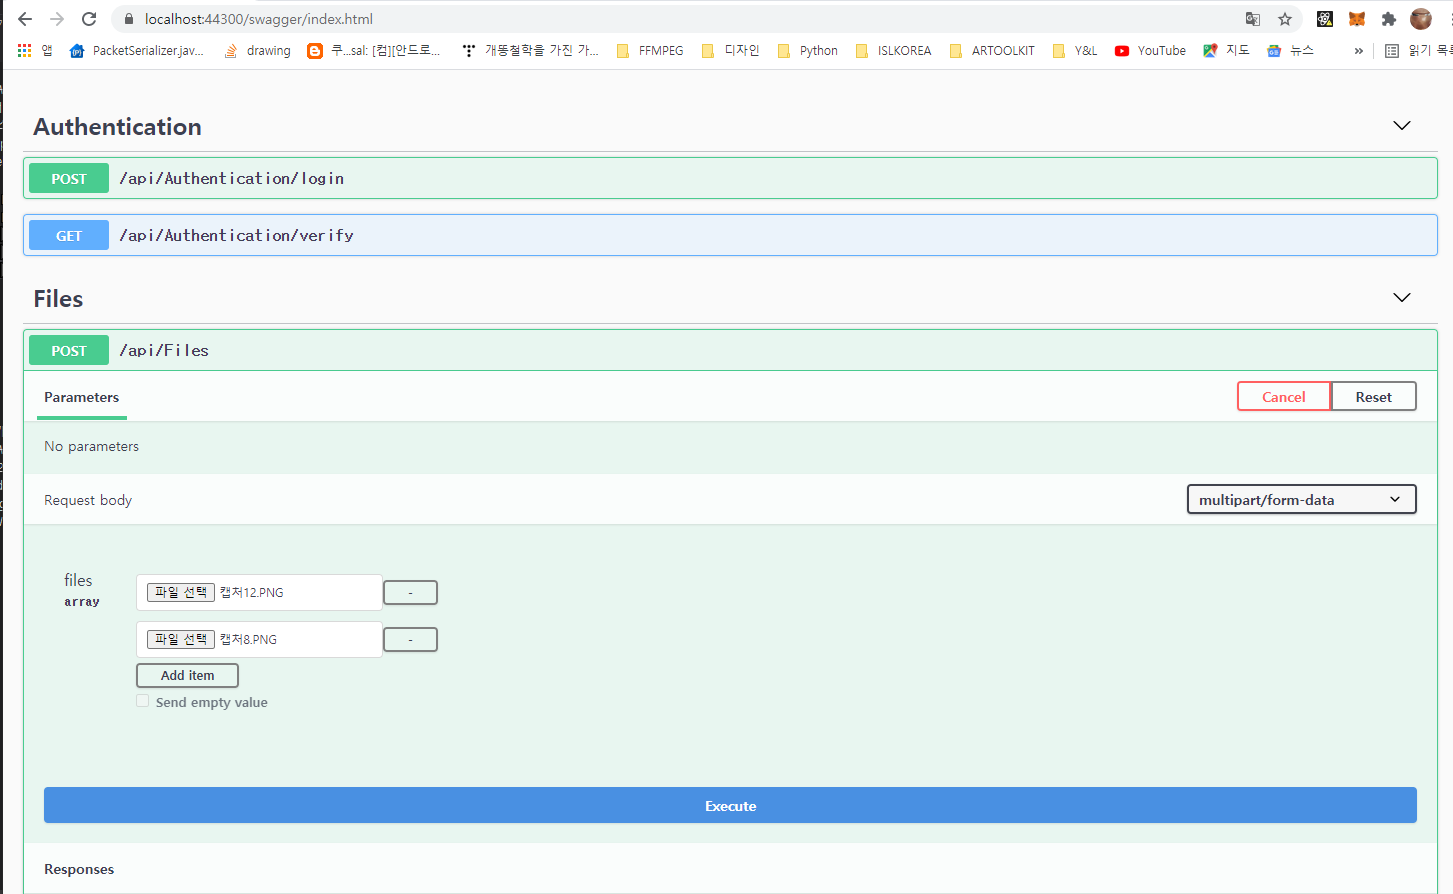 localhost:44300/swagger/index.html
앱 PacketSerializer.jav... drawing 쿠...sal: [컴][안드로... 개똥철학을 가진 가... FFMPEG 디자인 Python ISLKOREA ARTOOLKIT Y&L YouTube 지도 뉴스 » 읽기 목록
Authentication
POST /api/Authentication/login
GET /api/Authentication/verify
Files
POST /api/Files
Parameters Cancel Reset
No parameters
Request body multipart/form-data
files
array
파일 선택 캡처12.PNG -
파일 선택 캡처8.PNG -
Add item
Send empty value
Execute
Responses